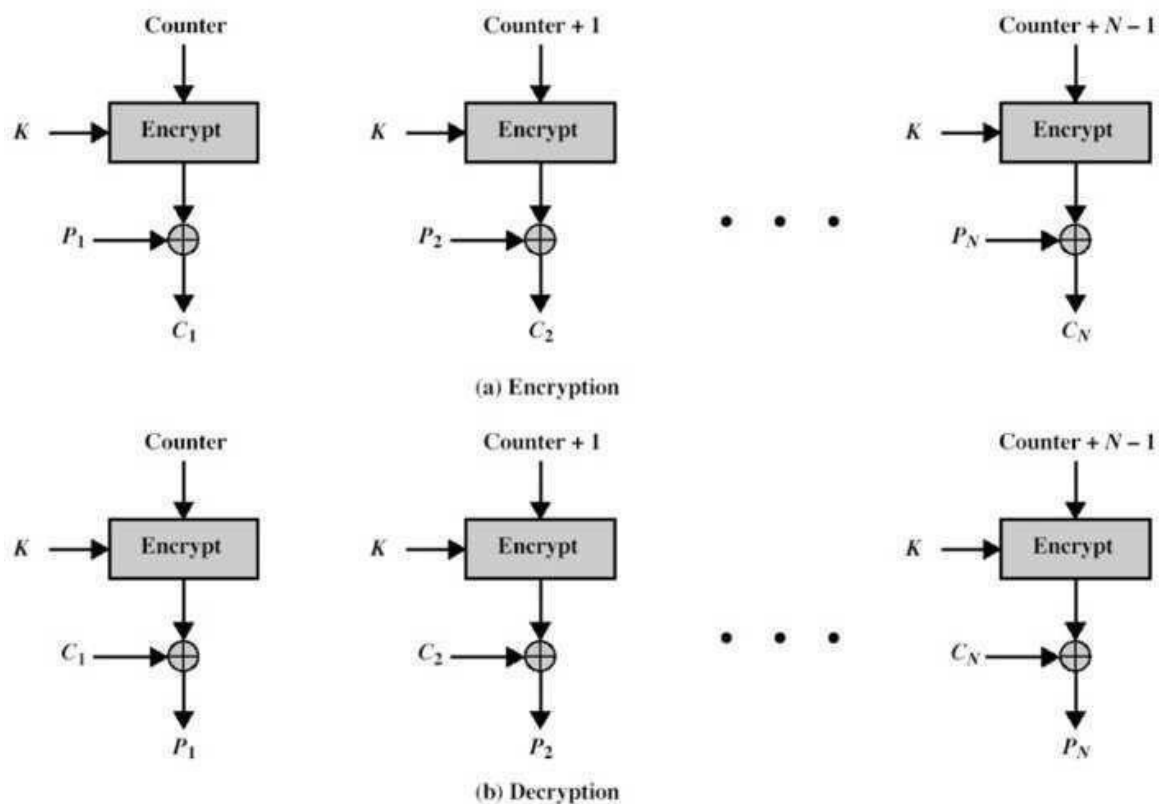 Counter Counter + 1 Counter + N – 1
K Encrypt K Encrypt K Encrypt
P1 P2 PN
C1 C2 CN
(a) Encryption
Counter Counter + 1 Counter + N – 1
K Encrypt K Encrypt K Encrypt
C1 C2 CN
P1 P2 PN
(b) Decryption